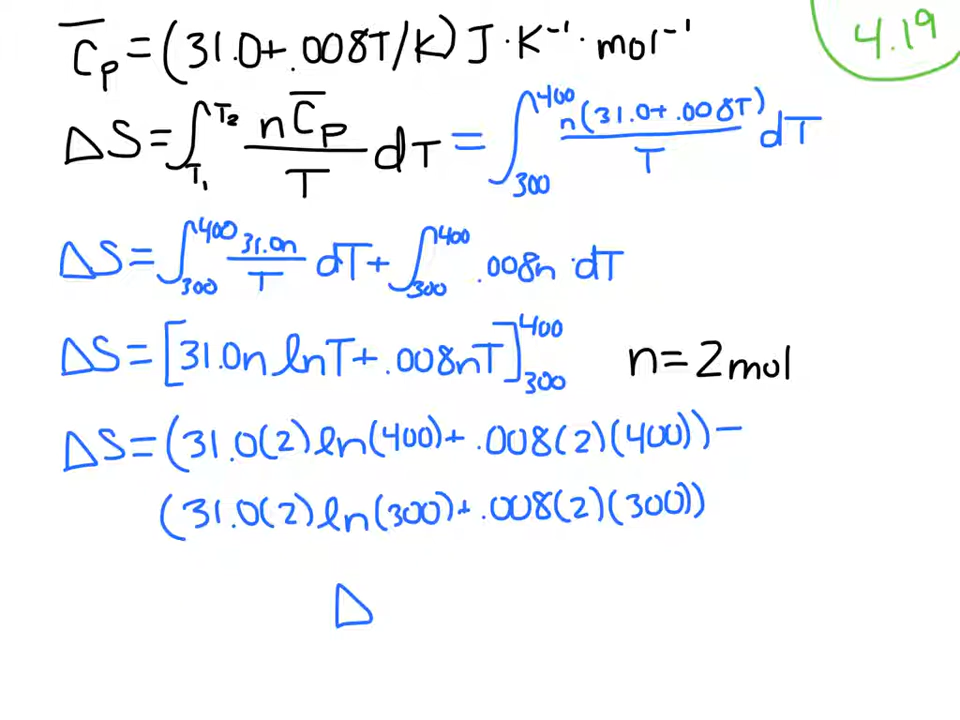 4.19
C̅ₚ = (31.0+.008T/K) J·K⁻¹·mol⁻¹
ΔS = ∫_{T₁}^{T₂} nC̅ₚ/T dT = ∫_{300}^{400} n(31.0+.008T)/T dT
ΔS = ∫_{300}^{400} 31.0n/T dT + ∫_{300}^{400} .008n·dT
ΔS = [31.0n lnT + .008nT]_{300}^{400} n = 2mol
ΔS = (31.0(2)ln(400)+ .008(2)(400)) −
(31.0(2)ln(300)+ .008(2)(300))
Δ